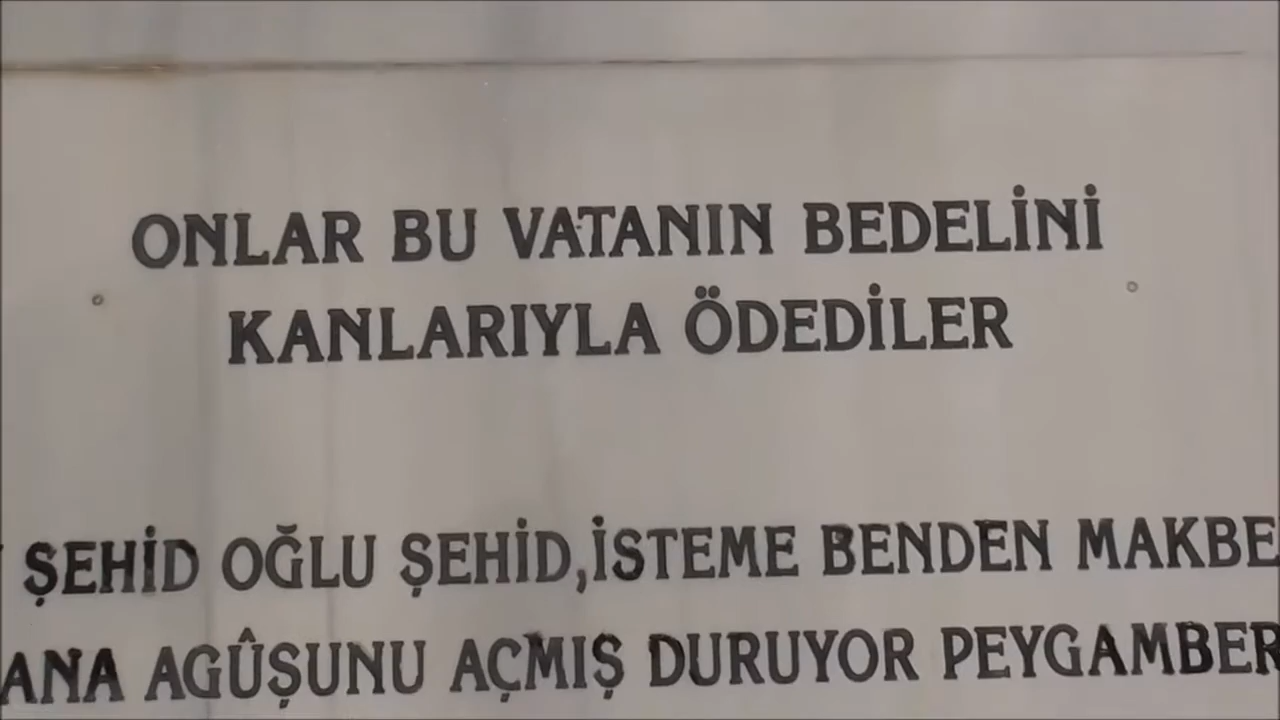 ONLAR BU VATANIN BEDELİNİ
KANLARIYLA ÖDEDİLER
ŞEHİD OĞLU ŞEHİD,İSTEME BENDEN MAKBE
ANA AGÛŞUNU AÇMIŞ DURUYOR PEYGAMBER